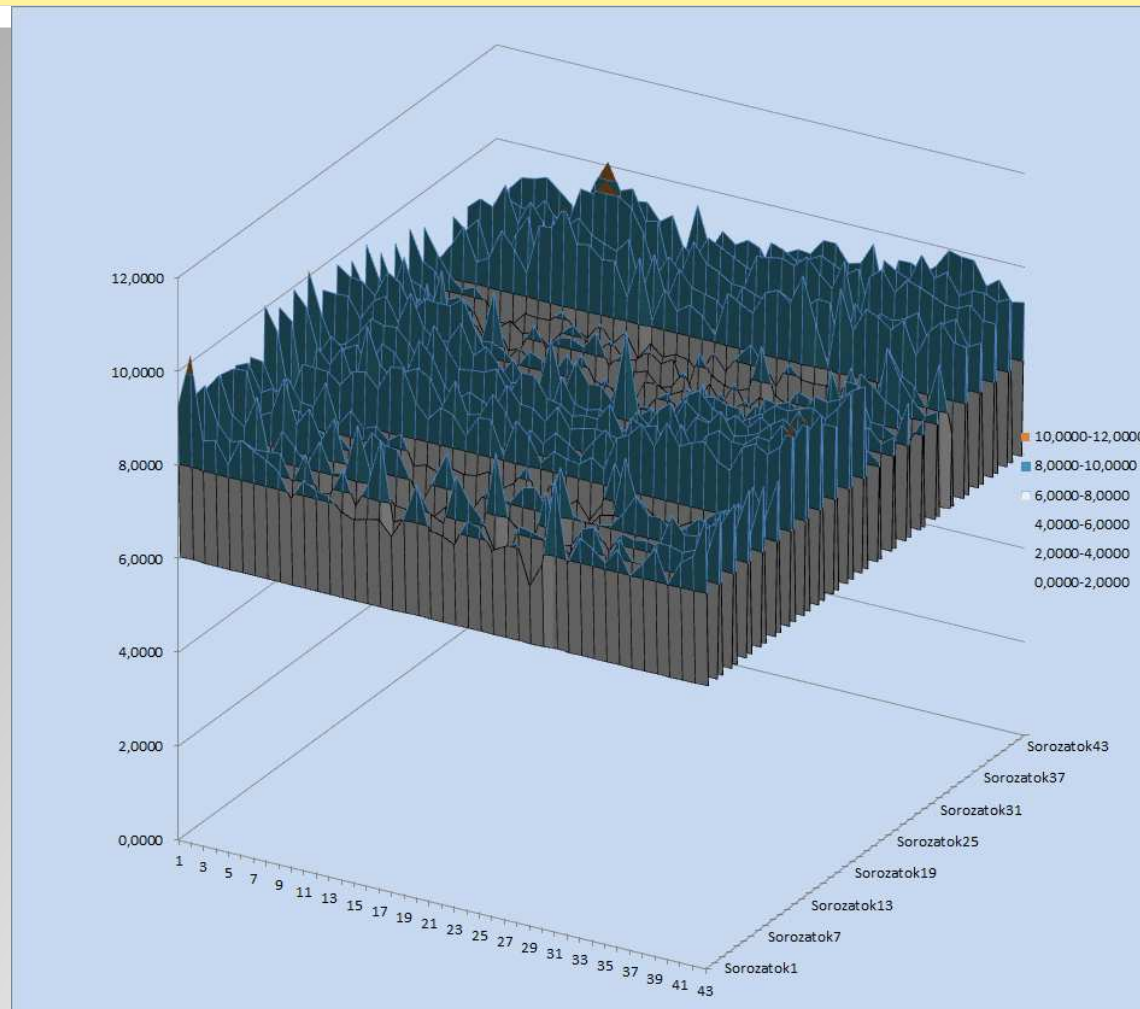 12,0000
10,0000
8,0000
6,0000
4,0000
2,0000
0,0000
1 3 5 7 9 11 13 15 17 19 21 23 25 27 29 31 33 35 37 39 41 43
Sorozatok43
Sorozatok37
Sorozatok31
Sorozatok25
Sorozatok19
Sorozatok13
Sorozatok7
Sorozatok1
10,0000-12,0000
8,0000-10,0000
6,0000-8,0000
4,0000-6,0000
2,0000-4,0000
0,0000-2,0000